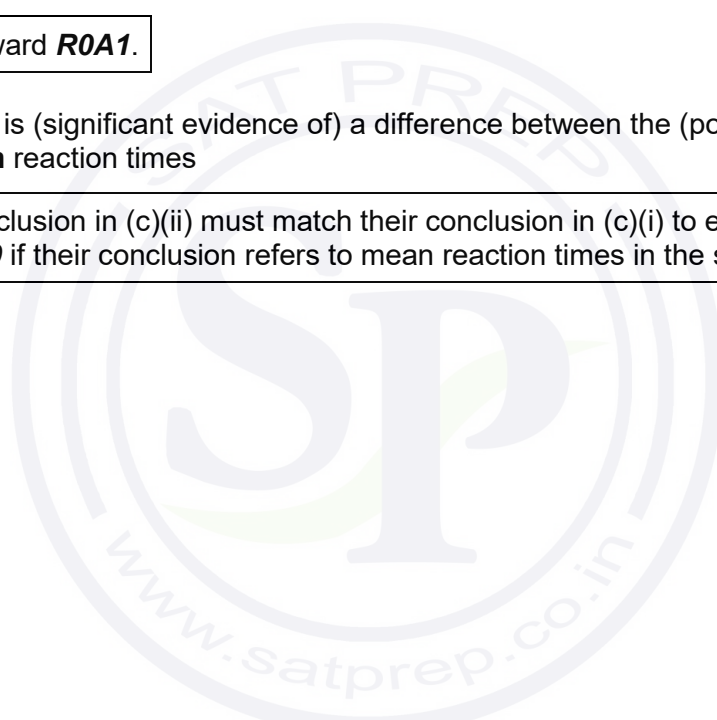 ward R0A1.
is (significant evidence of) a difference between the (po
reaction times
clusion in (c)(ii) must match their conclusion in (c)(i) to e
if their conclusion refers to mean reaction times in the s
SAT PREP
SP
www.satprep.co.in